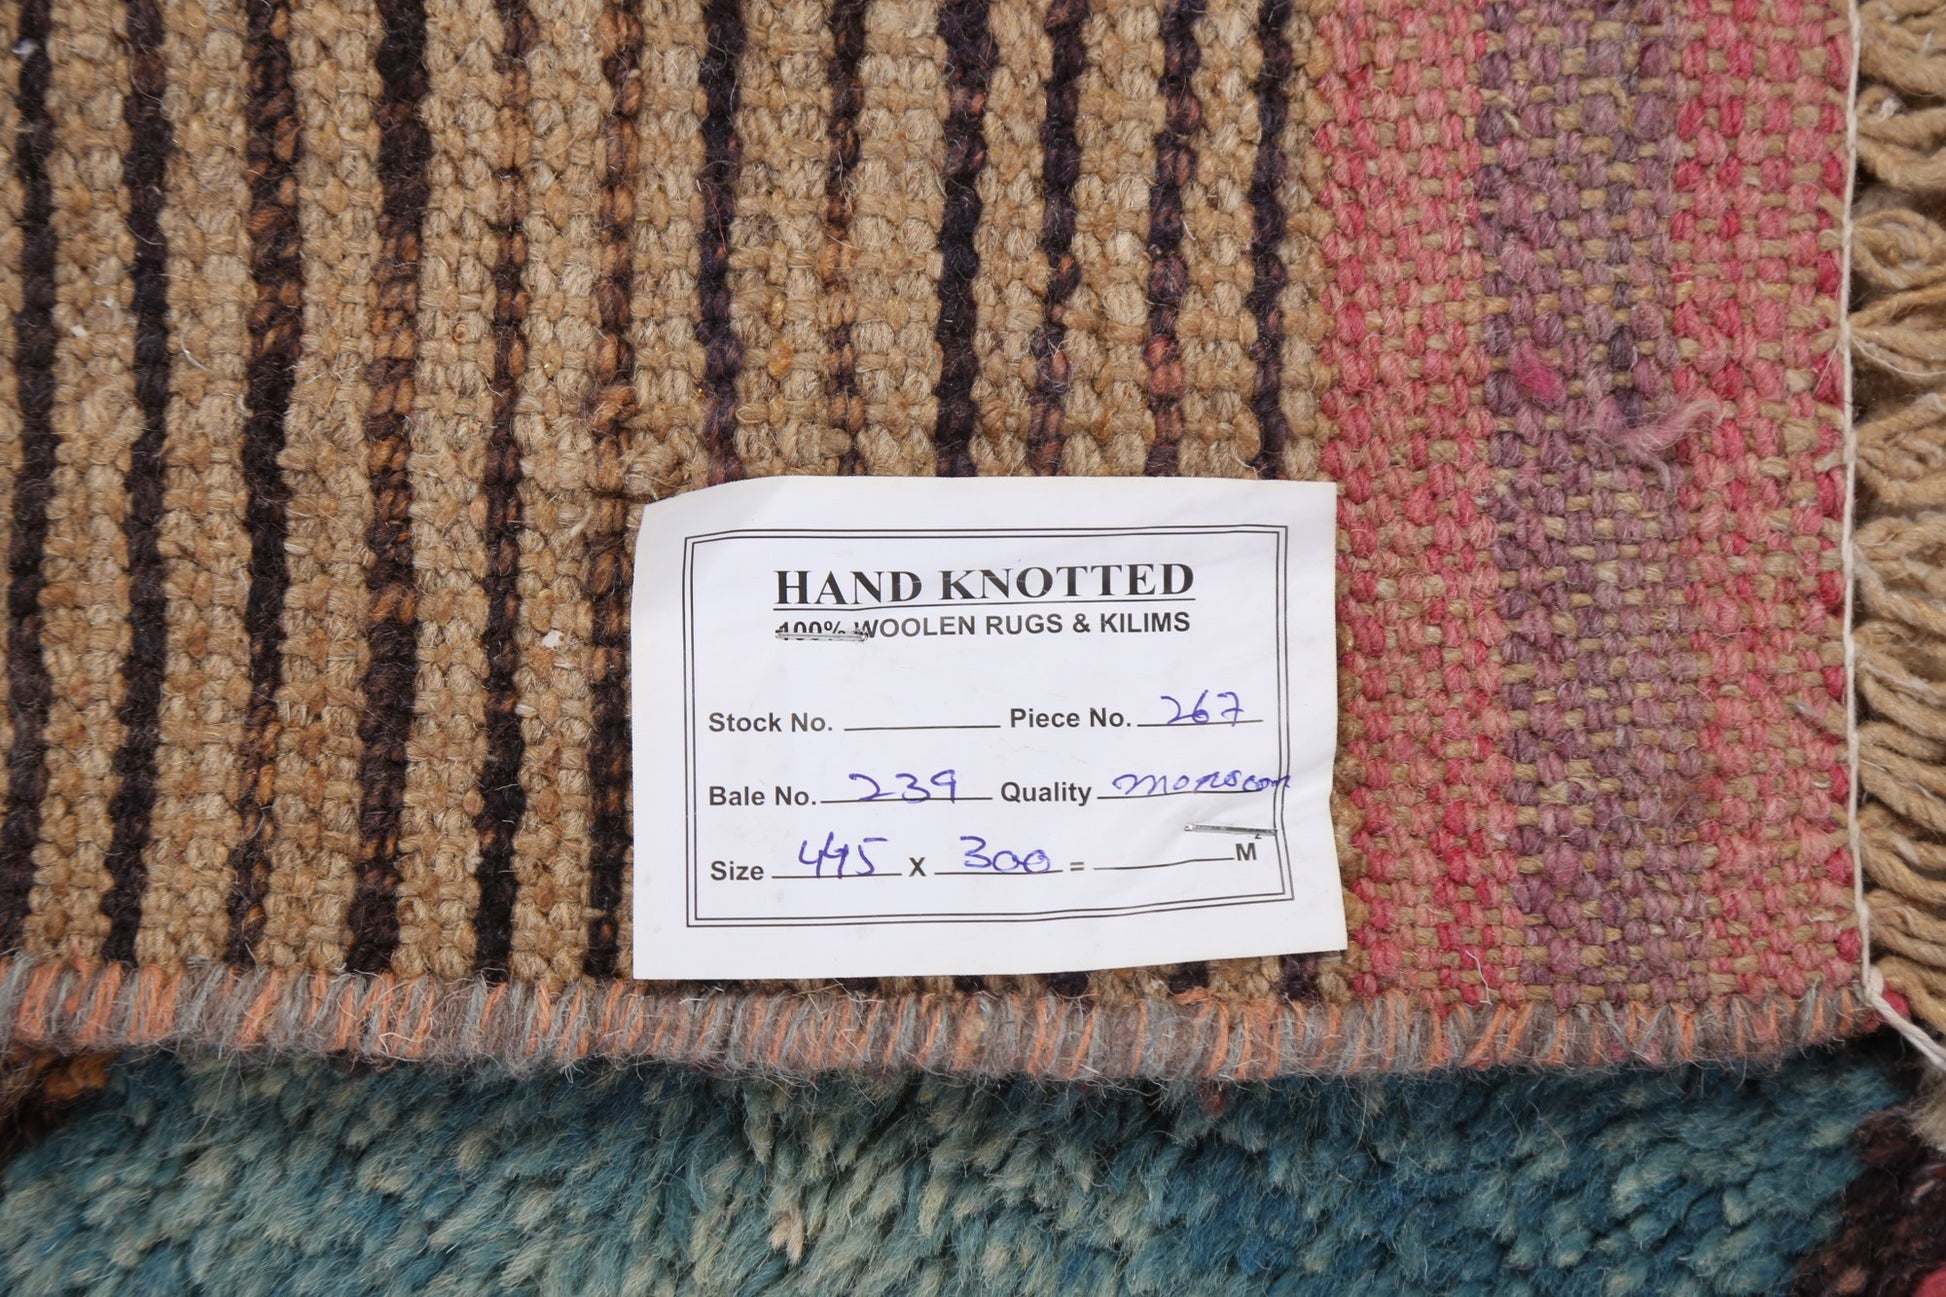 HAND KNOTTED
100% WOOLEN RUGS & KILIMS
Stock No. Piece No. 267
Bale No. 239 Quality
Size 445 X 300 = M²